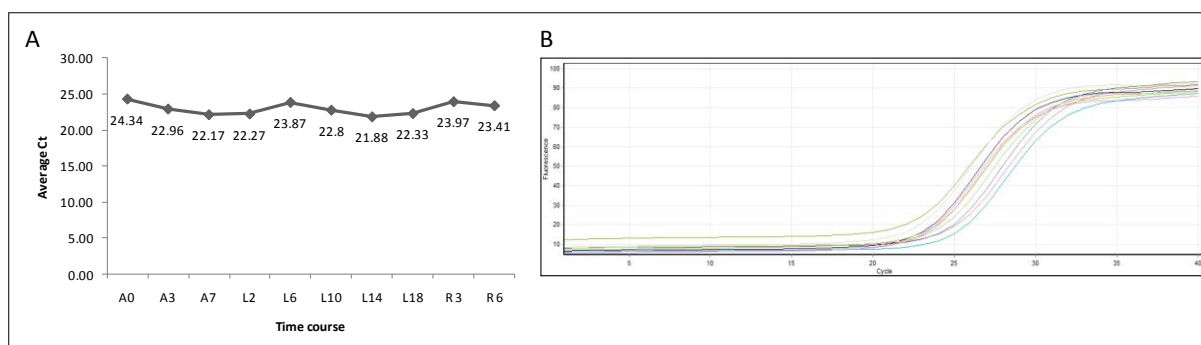 A
30.00
25.00
20.00
15.00
10.00
5.00
0.00
Average Ct
24.34 22.96 22.17 22.27 23.87 22.8 21.88 22.33 23.97 23.41
A0 A3 A7 L2 L6 L10 L14 L18 R3 R6
Time course
B
100
90
80
70
60
50
40
30
20
10
Fluorescence
5 10 15 20 25 30 35 40
Cycle